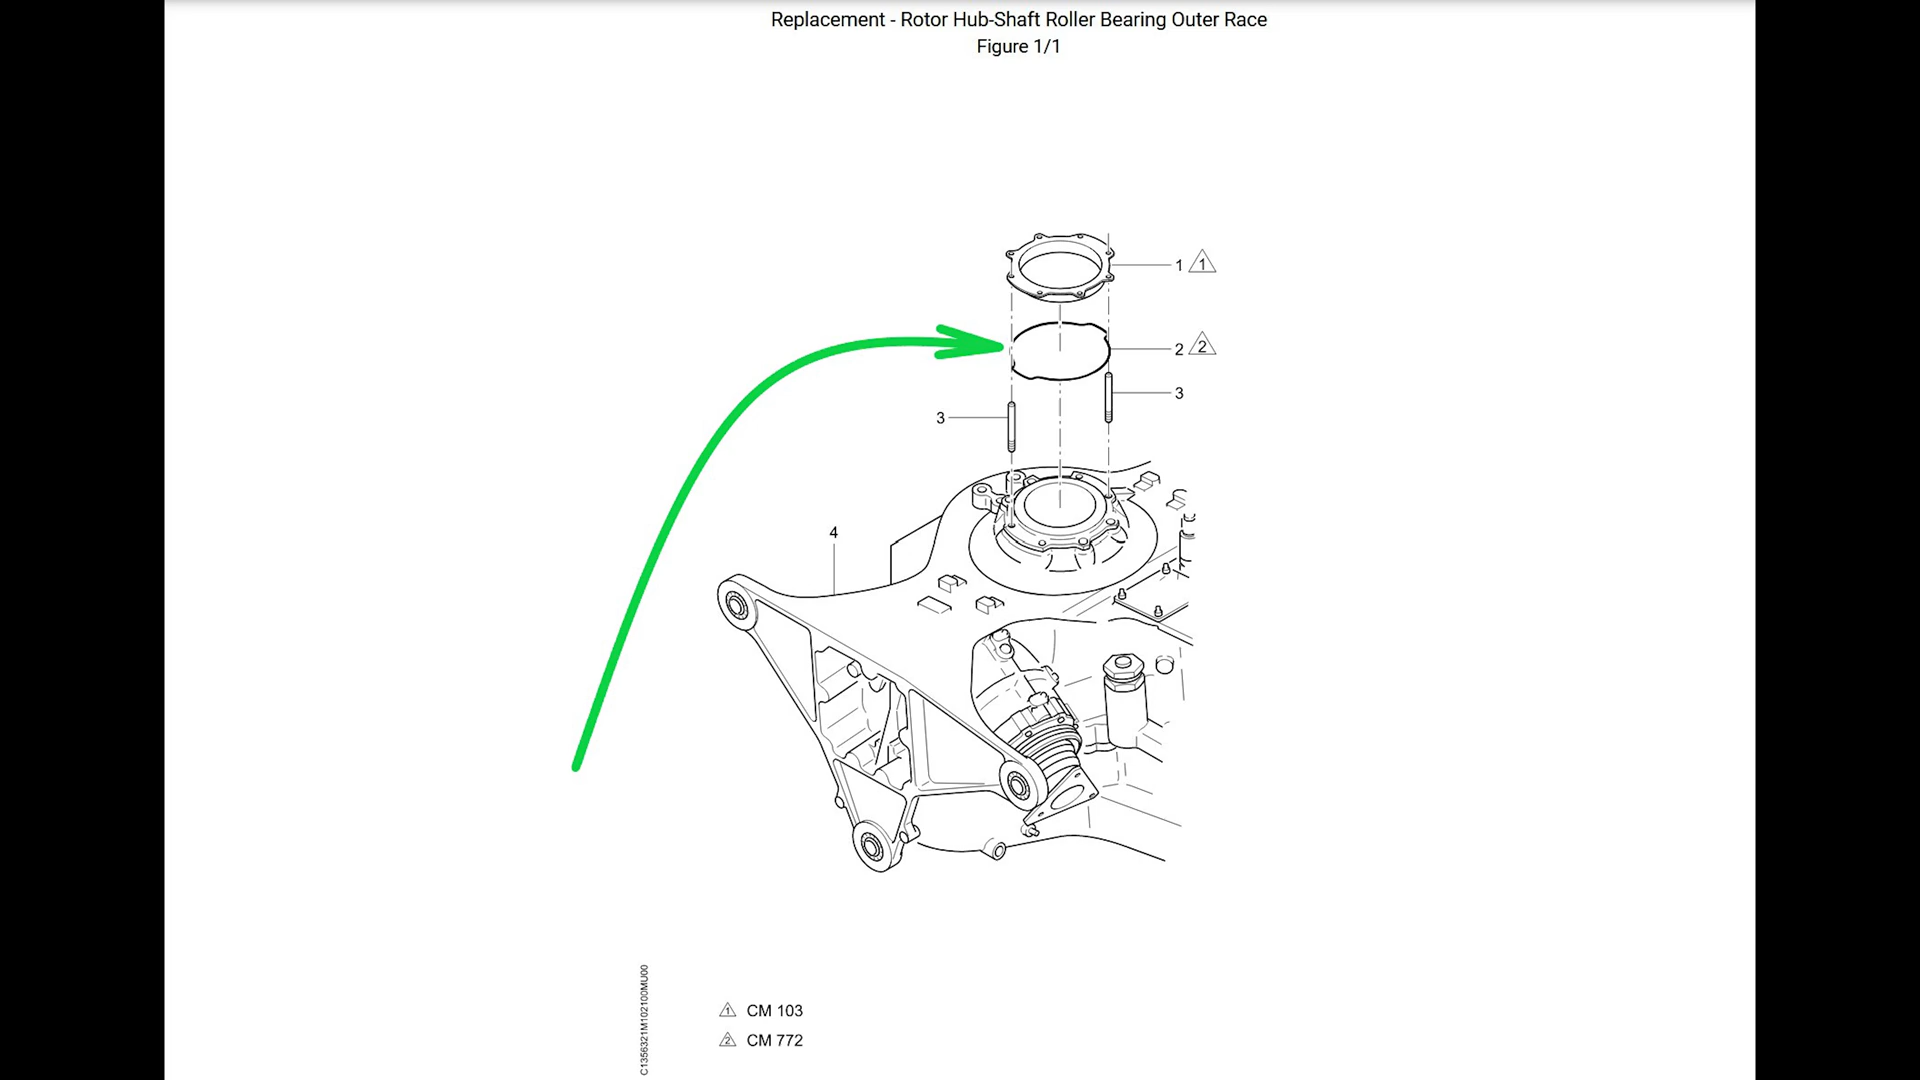 Replacement - Rotor Hub-Shaft Roller Bearing Outer Race
Figure 1/1
1 1
2 2
3
3
4
C1356321M102100MU00
1 CM 103
2 CM 772